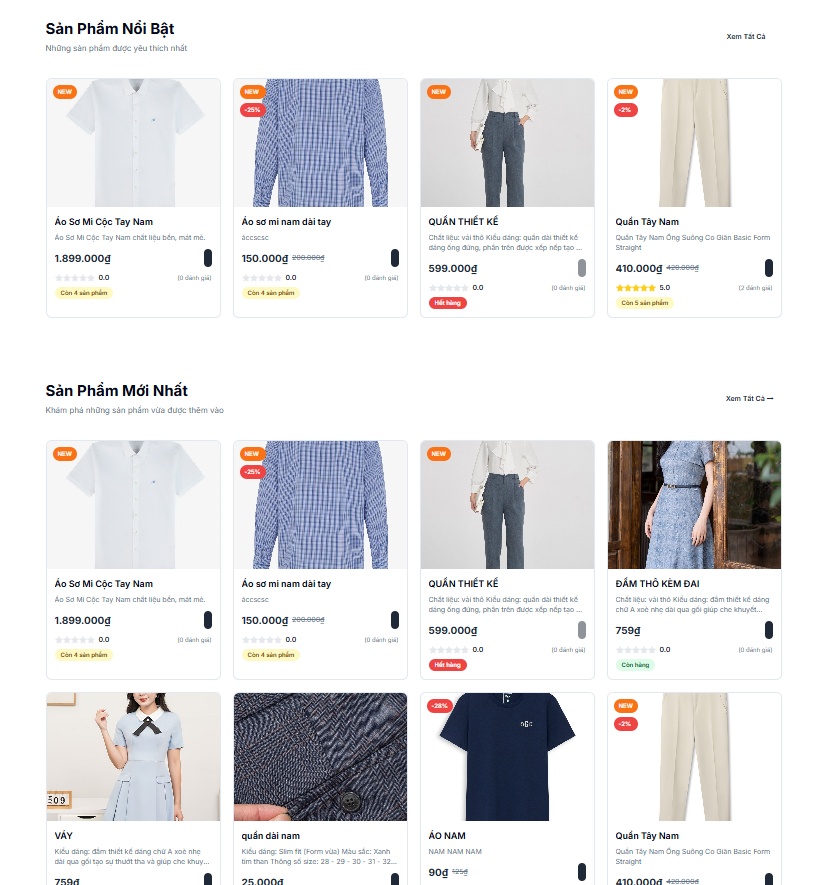 Sản Phẩm Nổi Bật
Những sản phẩm được yêu thích nhất
Xem Tất Cả
NEW
NEW
-25%
NEW
NEW
-2%
Áo Sơ Mi Cộc Tay Nam
Áo Sơ Mi Cộc Tay Nam chất liệu bền, mát mẻ.
1.899.000₫
0.0
(0 đánh giá)
Còn 4 sản phẩm
Áo sơ mi nam dài tay
áccscsc
150.000₫ 200.000₫
0.0
(0 đánh giá)
Còn 4 sản phẩm
QUẦN THIẾT KẾ
Chất liệu: vải thô Kiểu dáng: quần dài thiết kế
dáng ống đứng, phần trên được xếp nếp tạo ...
599.000₫
0.0
(0 đánh giá)
Hết hàng
Quần Tây Nam
Quần Tây Nam Ống Suông Co Giãn Basic Form
Straight
410.000₫ 420.000₫
5.0
(2 đánh giá)
Còn 5 sản phẩm
Sản Phẩm Mới Nhất
Khám phá những sản phẩm vừa được thêm vào
Xem Tất Cả →
NEW
NEW
-25%
NEW
Áo Sơ Mi Cộc Tay Nam
Áo Sơ Mi Cộc Tay Nam chất liệu bền, mát mẻ.
1.899.000₫
0.0
(0 đánh giá)
Còn 4 sản phẩm
Áo sơ mi nam dài tay
áccscsc
150.000₫ 200.000₫
0.0
(0 đánh giá)
Còn 4 sản phẩm
QUẦN THIẾT KẾ
Chất liệu: vải thô Kiểu dáng: quần dài thiết kế
dáng ống đứng, phần trên được xếp nếp tạo ...
599.000₫
0.0
(0 đánh giá)
Hết hàng
ĐẦM THÔ KÈM ĐAI
Chất liệu: vải thô Kiểu dáng: đầm thiết kế dáng
chữ A xoè nhẹ dài qua gối giúp che khuyết...
759₫
0.0
(0 đánh giá)
Còn hàng
509
-28%
NEW
-2%
VÁY
Kiểu dáng: đầm thiết kế dáng chữ A xoè nhẹ
dài qua gối tạo sự thướt tha và giúp che khuy...
759₫
quần dài nam
Kiểu dáng: Slim fit (Form vừa) Màu sắc: Xanh
tím than Thông số size: 28 - 29 - 30 - 31 - 32...
25.000₫
ÁO NAM
NAM NAM NAM
90₫ 125₫
Quần Tây Nam
Quần Tây Nam Ống Suông Co Giãn Basic Form
Straight
410.000₫ 420.000₫